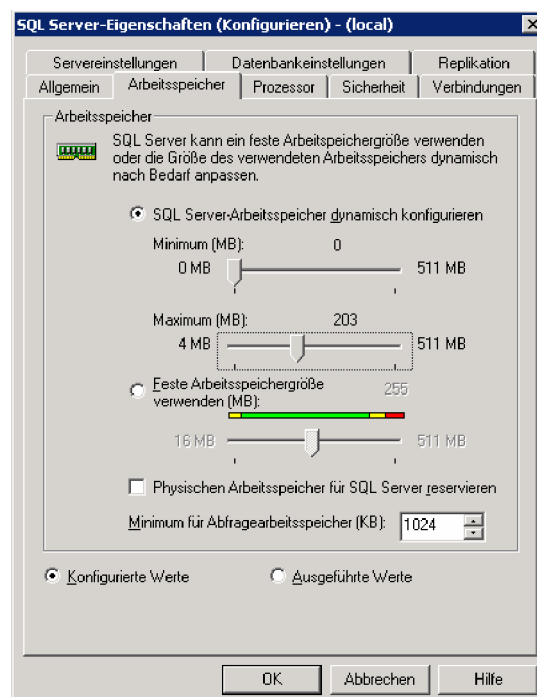 SQL Server-Eigenschaften (Konfigurieren) - (local)
Servereinstellungen
Datenbankeinstellungen
Replikation
Allgemein
Arbeitsspeicher
Prozessor
Sicherheit
Verbindungen
Arbeitsspeicher
SQL Server kann ein feste Arbeitspeichergröße verwenden
oder die Größe des verwendeten Arbeitsspeichers dynamisch
nach Bedarf anpassen.
SQL Server-Arbeitsspeicher dynamisch konfigurieren
Minimum (MB): 0
0 MB 511 MB
Maximum (MB): 203
4 MB 511 MB
Feste Arbeitsspeichergröße 255
verwenden (MB):
16 MB 511 MB
Physischen Arbeitsspeicher für SQL Server reservieren
Minimum für Abfragearbeitsspeicher (KB): 1024
Konfigurierte Werte
Ausgeführte Werte
OK
Abbrechen
Hilfe